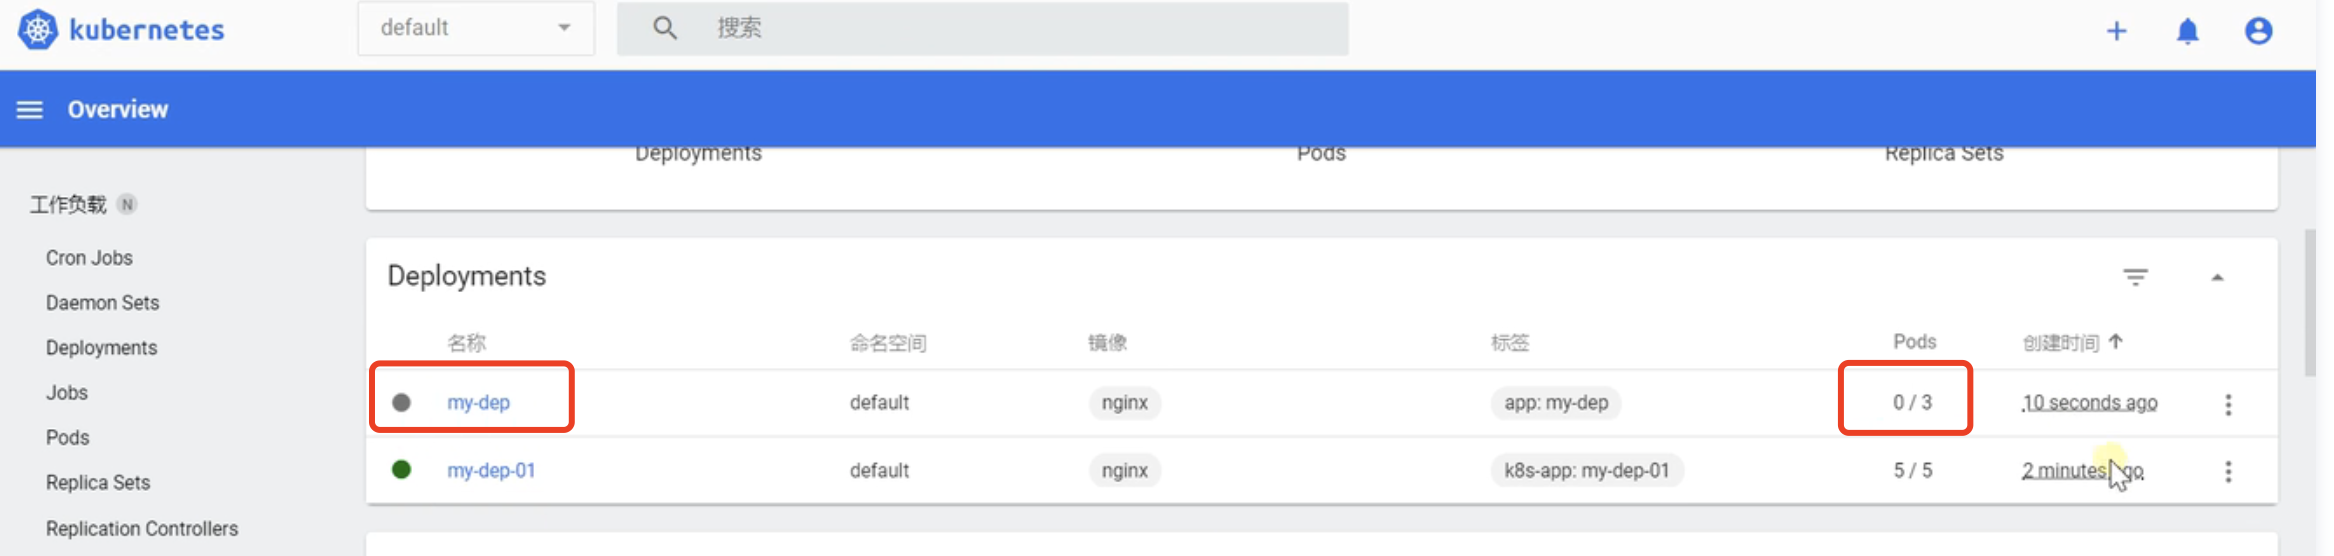 kubernetes
default
搜索
Overview
Deployments Pods Replica Sets
工作负载 N
Cron Jobs
Daemon Sets
Deployments
Jobs
Pods
Replica Sets
Replication Controllers
Deployments
名称 命名空间 镜像 标签 Pods 创建时间
my-dep default nginx app: my-dep 0 / 3 10 seconds ago
my-dep-01 default nginx k8s-app: my-dep-01 5 / 5 2 minutes ago